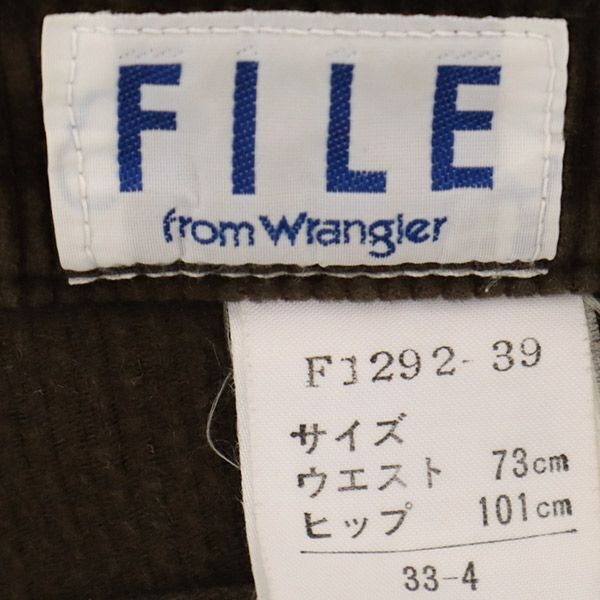 FILE
from Wrangler
F1292-39
サイズ
ウエスト 73cm
ヒップ 101cm
33-4